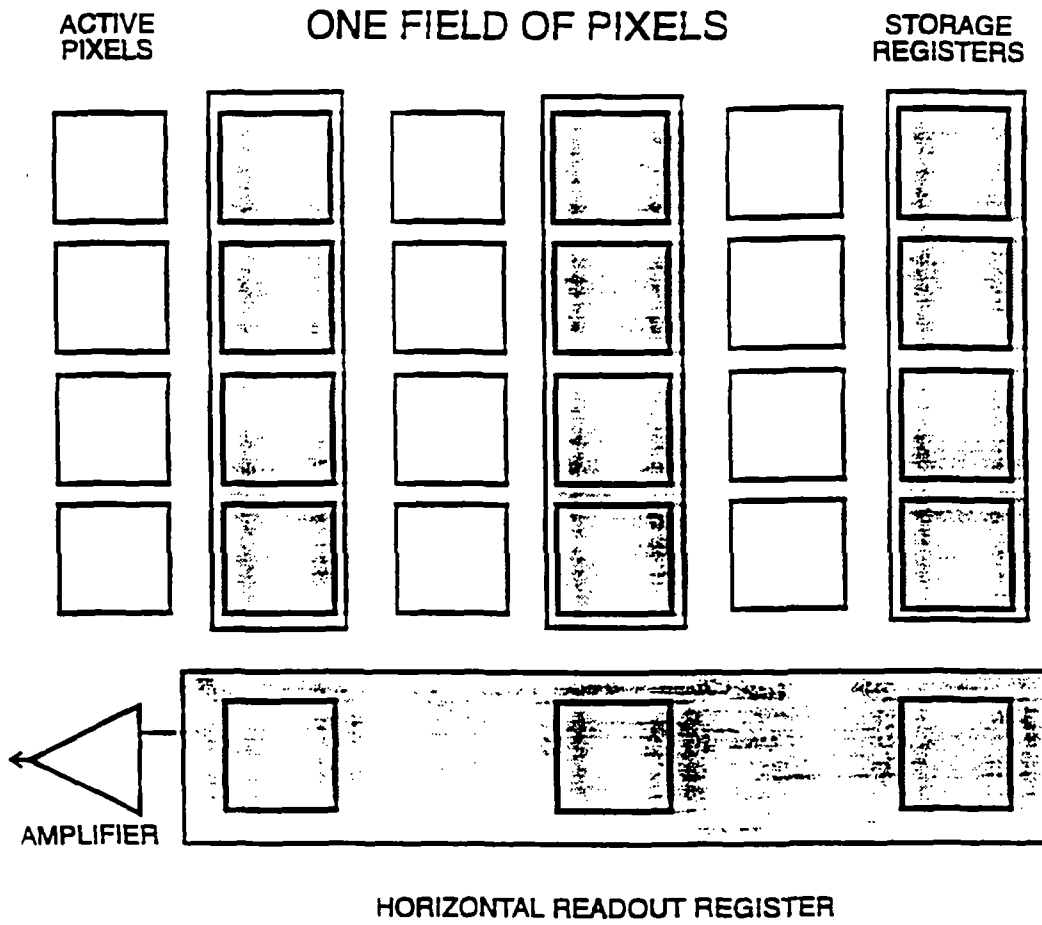 ACTIVE
PIXELS
ONE FIELD OF PIXELS
STORAGE
REGISTERS
AMPLIFIER
HORIZONTAL READOUT REGISTER